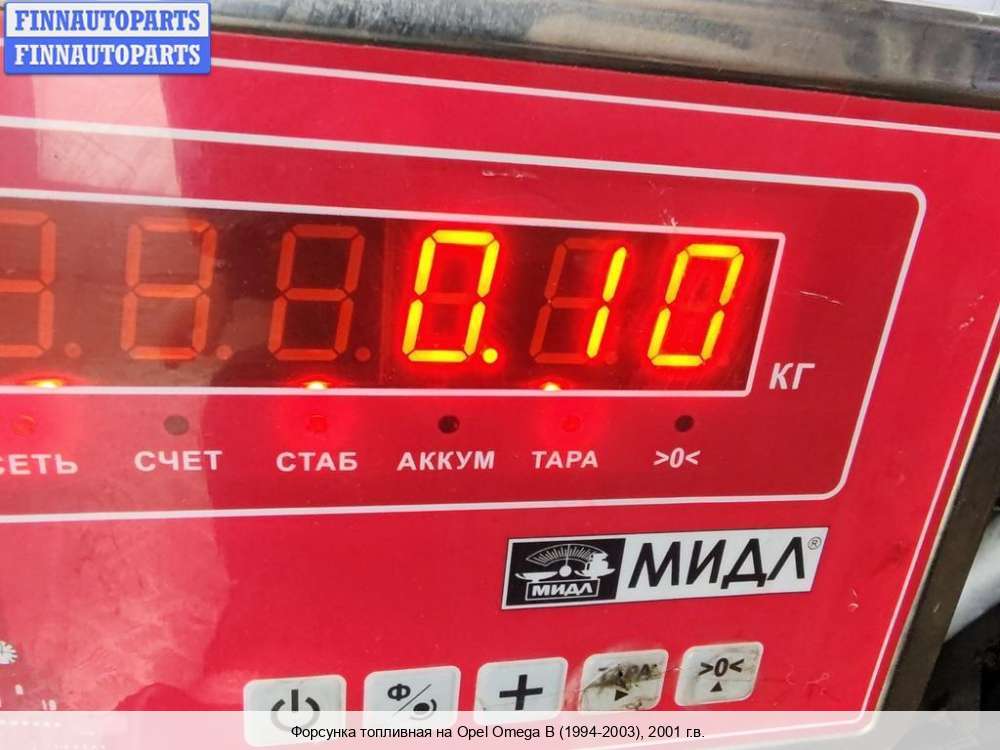 FINNAUTOPARTS
FINNAUTOPARTS
0.10
КГ
СЕТЬ СЧЕТ СТАБ АККУМ ТАРА >0<
МИДЛ МИДЛ®
Ф >0<
Форсунка топливная на Opel Omega B (1994-2003), 2001 г.в.